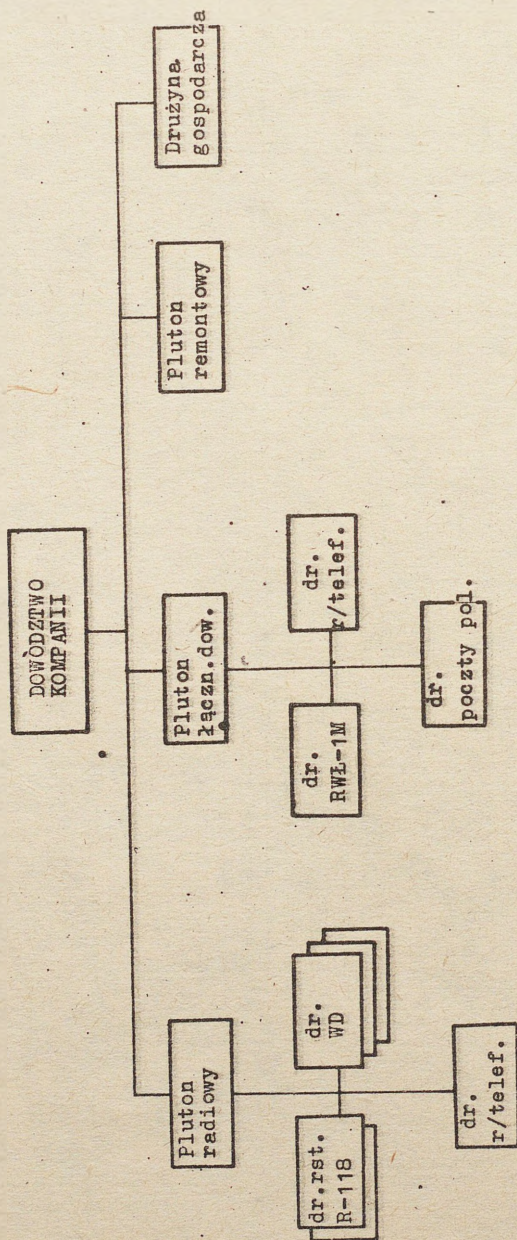 DOWÓDZTWO
KOMPANII
Pluton
radiowy
Pluton
łączn.dow.
Pluton
remontowy
Drużyna
gospodarcza
dr.rst.
R-118
dr.
WD
dr.
r/telef.
dr.
RWŁ-1M
dr.
r/telef.
dr.
poczty pol.